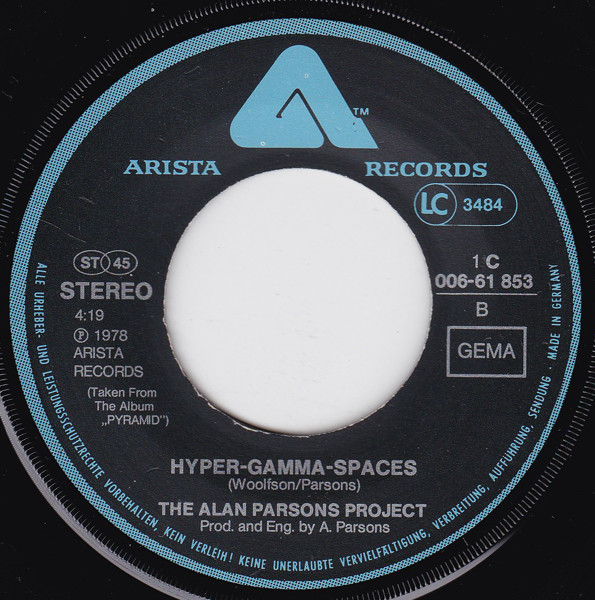 ™
ARISTA RECORDS
LC 3484
ST 45
STEREO
4:19
Ⓟ 1978
ARISTA
RECORDS
(Taken From
The Album
„PYRAMID")
1 C
006-61 853
B
GEMA
HYPER-GAMMA-SPACES
(Woolfson/Parsons)
THE ALAN PARSONS PROJECT
Prod. and Eng. by A. Parsons
ALLE URHEBER- UND LEISTUNGSSCHUTZRECHTE VORBEHALTEN, KEIN VERLEIH! KEINE UNERLAUBTE VERVIELFÄLTIGUNG, VERBREITUNG, AUFFÜHRUNG, SENDUNG · MADE IN GERMANY